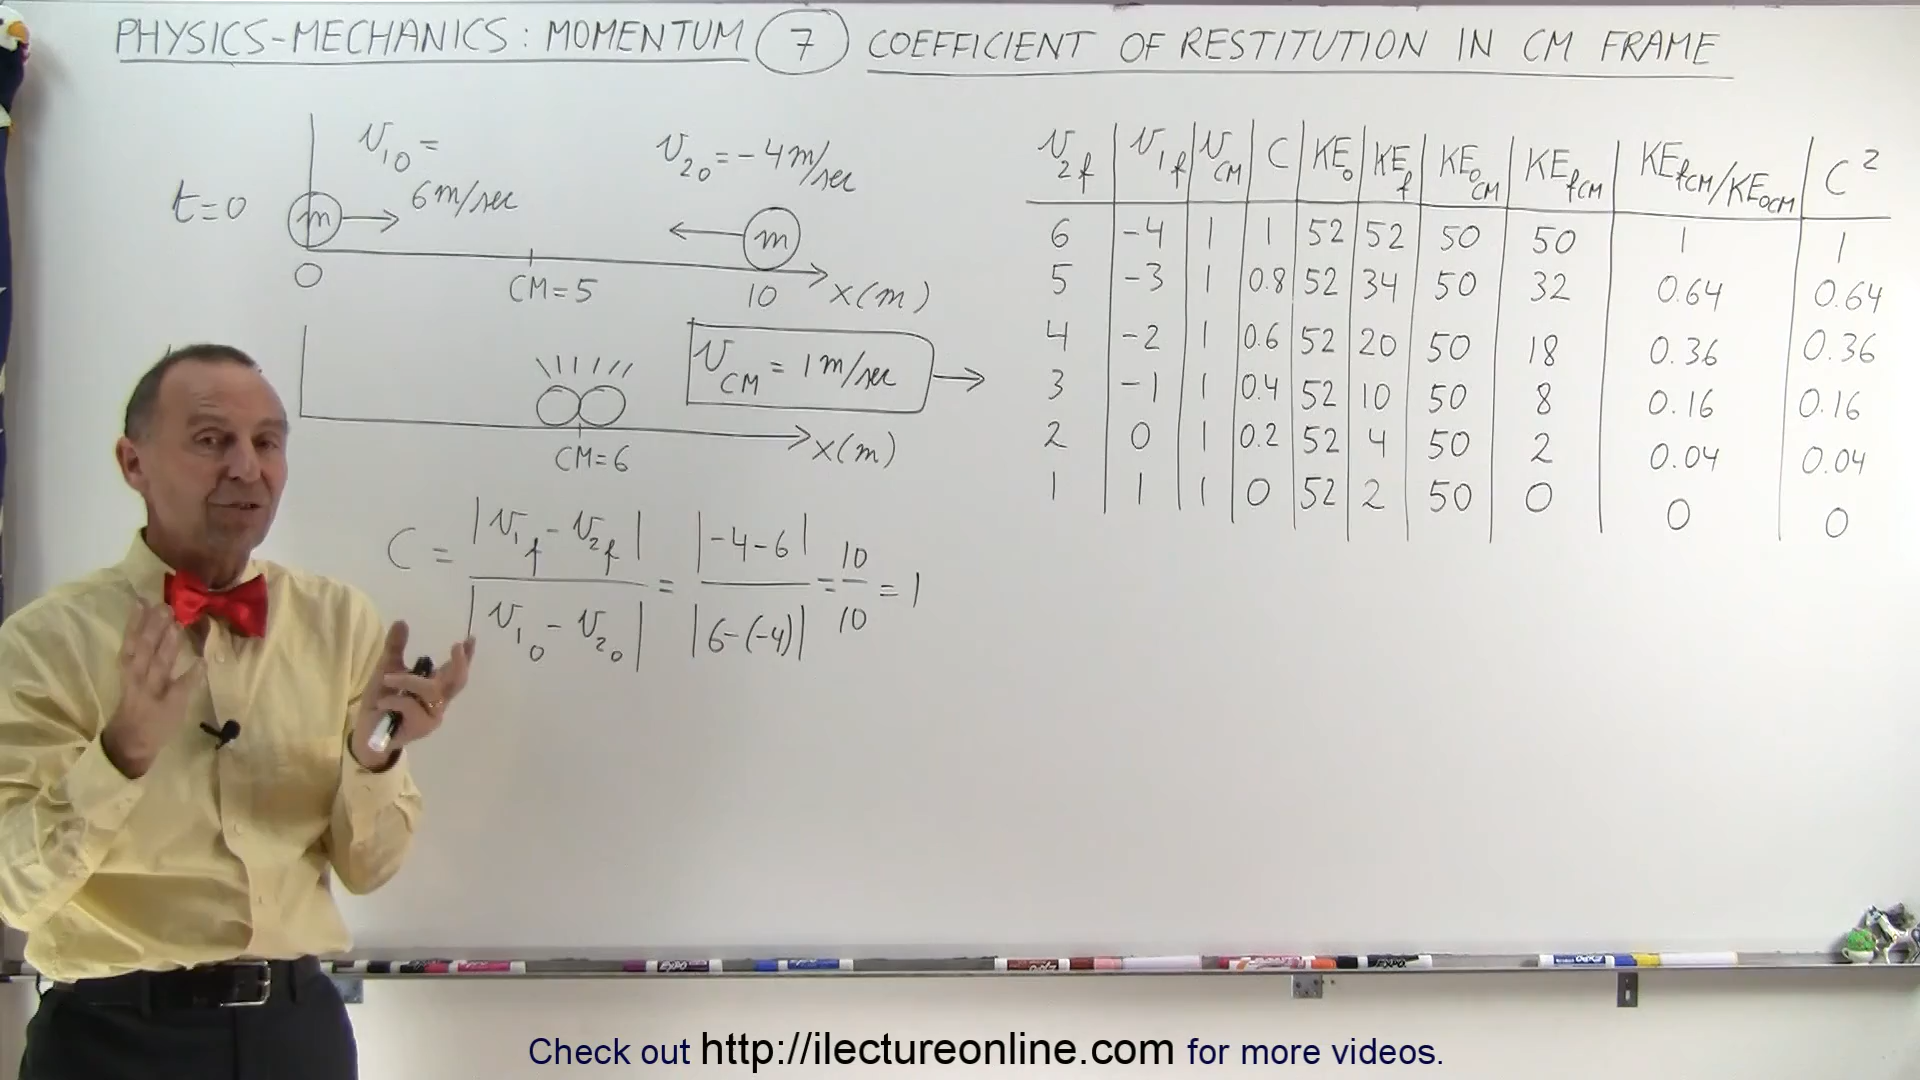 PHYSICS-MECHANICS: MOMENTUM 7 COEFFICIENT OF RESTITUTION IN CM FRAME
t=0
v₁₀ = 6 m/sec
v₂₀ = -4 m/sec
m
m
0
CM=5
10
x(m)
v_CM = 1 m/sec
CM=6
x(m)
C = |v₁f - v₂f| / |v₁₀ - v₂₀| = |-4-6| / |6-(-4)| = 10/10 = 1
v₂f | v₁f | v_CM | C | KE₀ | KEf | KE₀CM | KEfCM | KEfCM/KE₀CM | C²
6 | -4 | 1 | 1 | 52 | 52 | 50 | 50 | 1 | 1
5 | -3 | 1 | 0.8 | 52 | 34 | 50 | 32 | 0.64 | 0.64
4 | -2 | 1 | 0.6 | 52 | 20 | 50 | 18 | 0.36 | 0.36
3 | -1 | 1 | 0.4 | 52 | 10 | 50 | 8 | 0.16 | 0.16
2 | 0 | 1 | 0.2 | 52 | 4 | 50 | 2 | 0.04 | 0.04
1 | 1 | 1 | 0 | 52 | 2 | 50 | 0 | 0 | 0
EXPO
Check out http://ilectureonline.com for more videos.